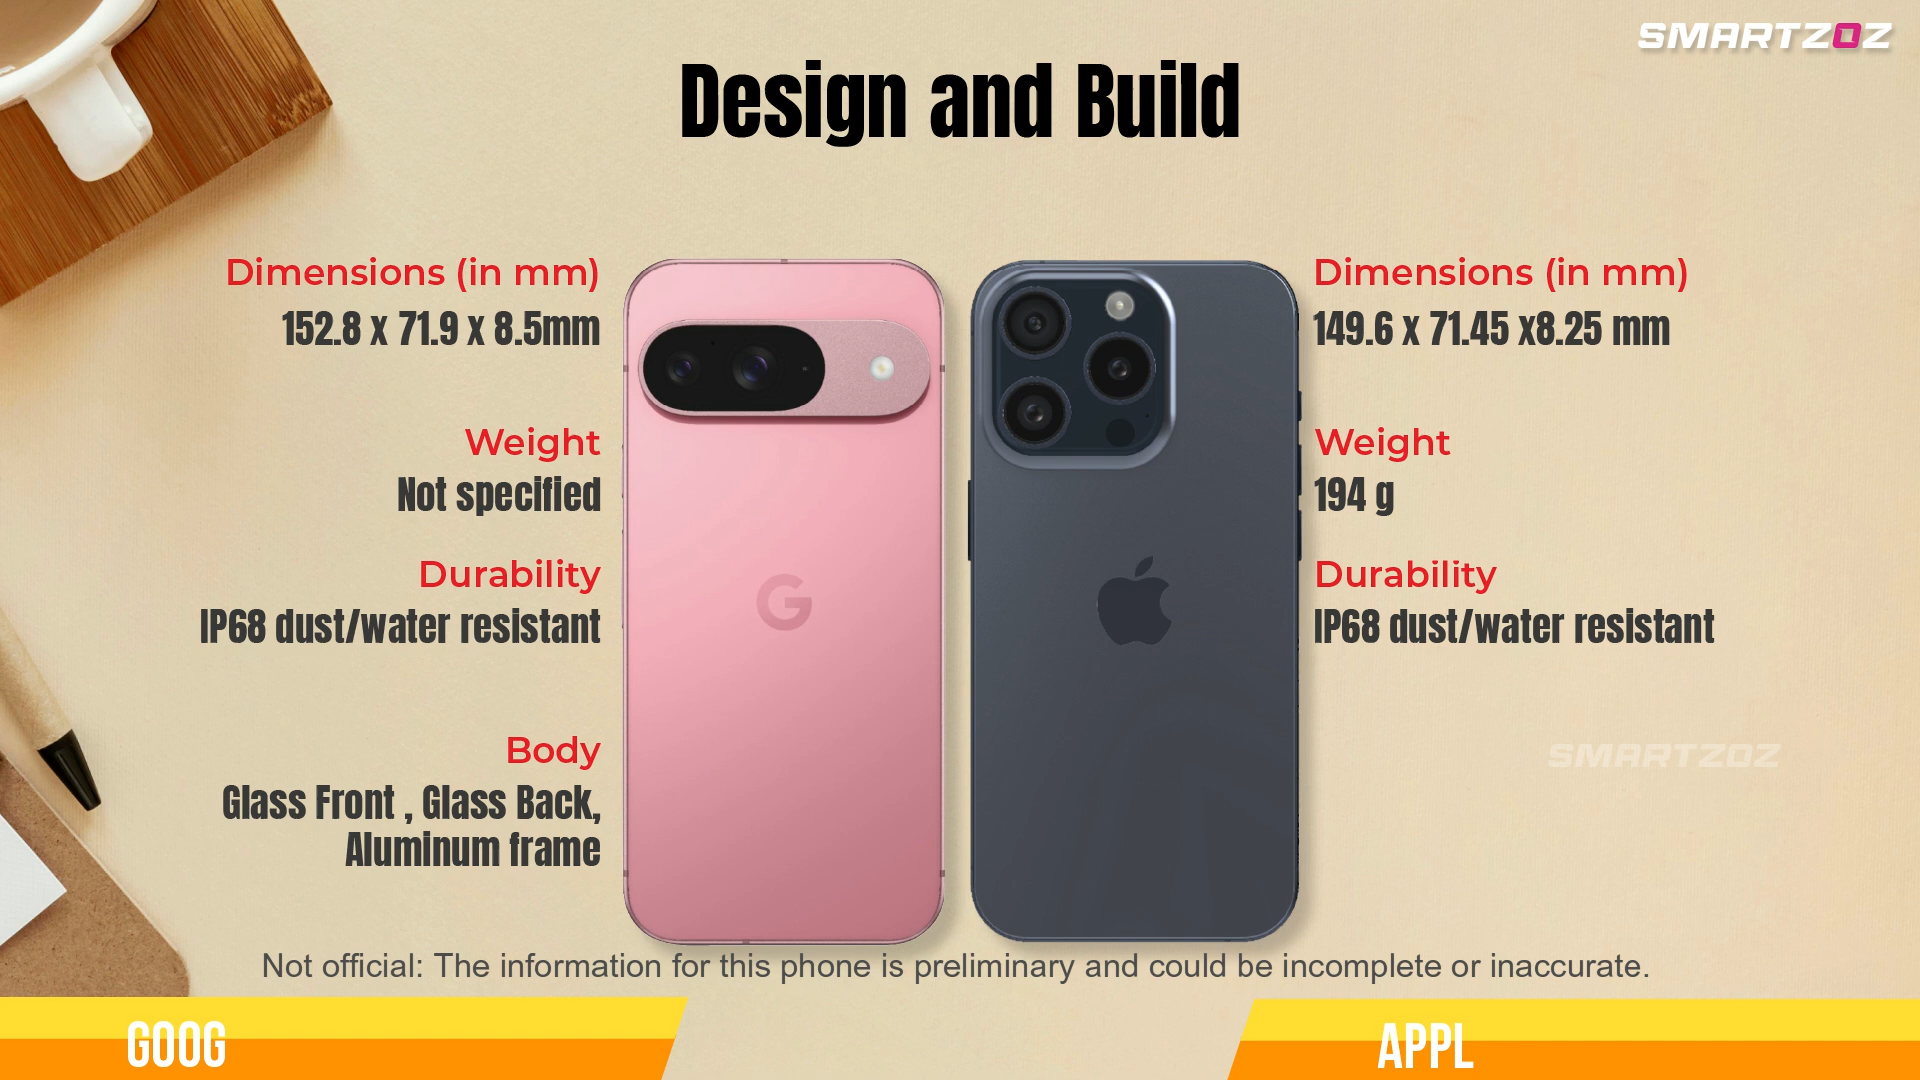 SMARTZOZ
Design and Build
Dimensions (in mm)
152.8 x 71.9 x 8.5mm
Weight
Not specified
Durability
IP68 dust/water resistant
Body
Glass Front , Glass Back,
Aluminum frame
G
Dimensions (in mm)
149.6 x 71.45 x8.25 mm
Weight
194 g
Durability
IP68 dust/water resistant
SMARTZOZ
Not official: The information for this phone is preliminary and could be incomplete or inaccurate.
GOOG
APPL